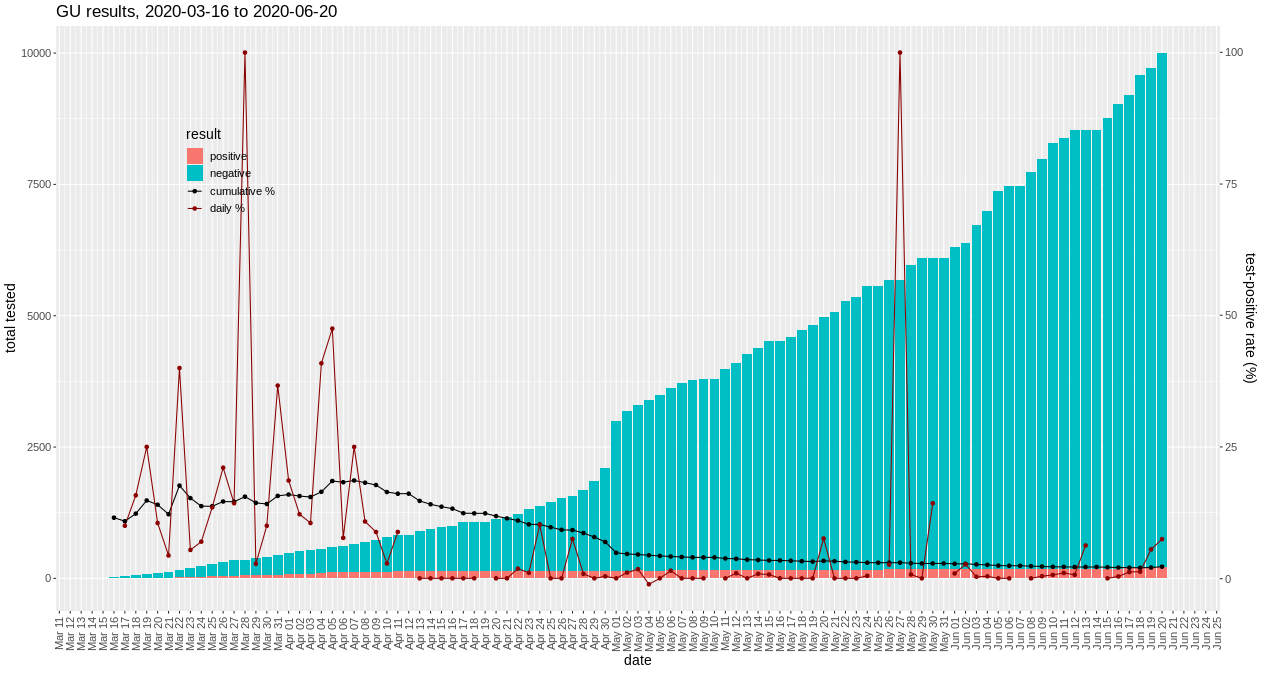 GU results, 2020-03-16 to 2020-06-20
10000
7500
5000
2500
0
total tested
result
positive
negative
cumulative %
daily %
100
75
50
25
0
test-positive rate (%)
Mar 11
Mar 12
Mar 13
Mar 14
Mar 15
Mar 16
Mar 17
Mar 18
Mar 19
Mar 20
Mar 21
Mar 22
Mar 23
Mar 24
Mar 25
Mar 26
Mar 27
Mar 28
Mar 29
Mar 30
Mar 31
Apr 01
Apr 02
Apr 03
Apr 04
Apr 05
Apr 06
Apr 07
Apr 08
Apr 09
Apr 10
Apr 11
Apr 12
Apr 13
Apr 14
Apr 15
Apr 16
Apr 17
Apr 18
Apr 19
Apr 20
Apr 21
Apr 22
Apr 23
Apr 24
Apr 25
Apr 26
Apr 27
Apr 28
Apr 29
Apr 30
May 01
May 02
May 03
May 04
May 05
May 06
May 07
May 08
May 09
May 10
May 11
May 12
May 13
May 14
May 15
May 16
May 17
May 18
May 19
May 20
May 21
May 22
May 23
May 24
May 25
May 26
May 27
May 28
May 29
May 30
May 31
Jun 01
Jun 02
Jun 03
Jun 04
Jun 05
Jun 06
Jun 07
Jun 08
Jun 09
Jun 10
Jun 11
Jun 12
Jun 13
Jun 14
Jun 15
Jun 16
Jun 17
Jun 18
Jun 19
Jun 20
Jun 21
Jun 22
Jun 23
Jun 24
Jun 25
date